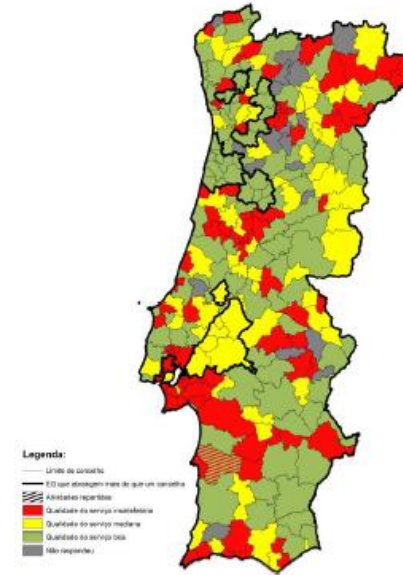 Legenda:
Limite de concelho
EG que abrangem mais do que um concelho
Atividades repartidas
Qualidade do serviço insatisfatória
Qualidade do serviço mediana
Qualidade do serviço boa
Não respondeu